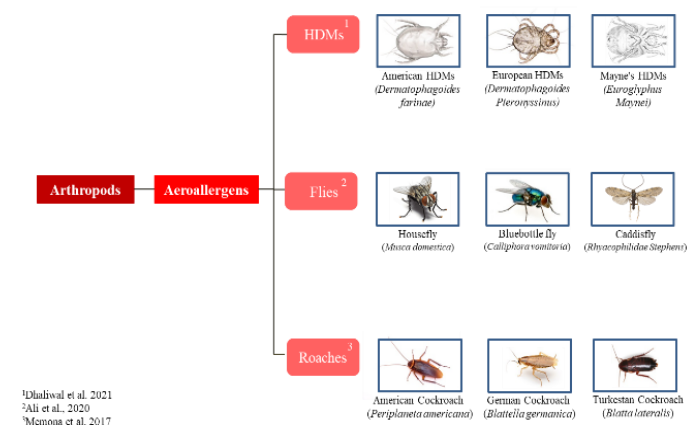 HDMs1
American HDMs
(Dermatophagoides
farinae)
European HDMs
(Dermatophagoides
Pteronyssinus)
Mayne's HDMs
(Euroglyphus
Maynei)
Arthropods
Aeroallergens
Flies2
Housefly
(Musca domestica)
Bluebottle fly
(Calliphora vomitoria)
Caddisfly
(Rhyacophilidae Stephens)
Roaches3
American Cockroach
(Periplaneta americana)
German Cockroach
(Blattella germanica)
Turkestan Cockroach
(Blatta lateralis)
1Dhaliwal et al. 2021
2Ali et al., 2020
3Memona et al. 2017